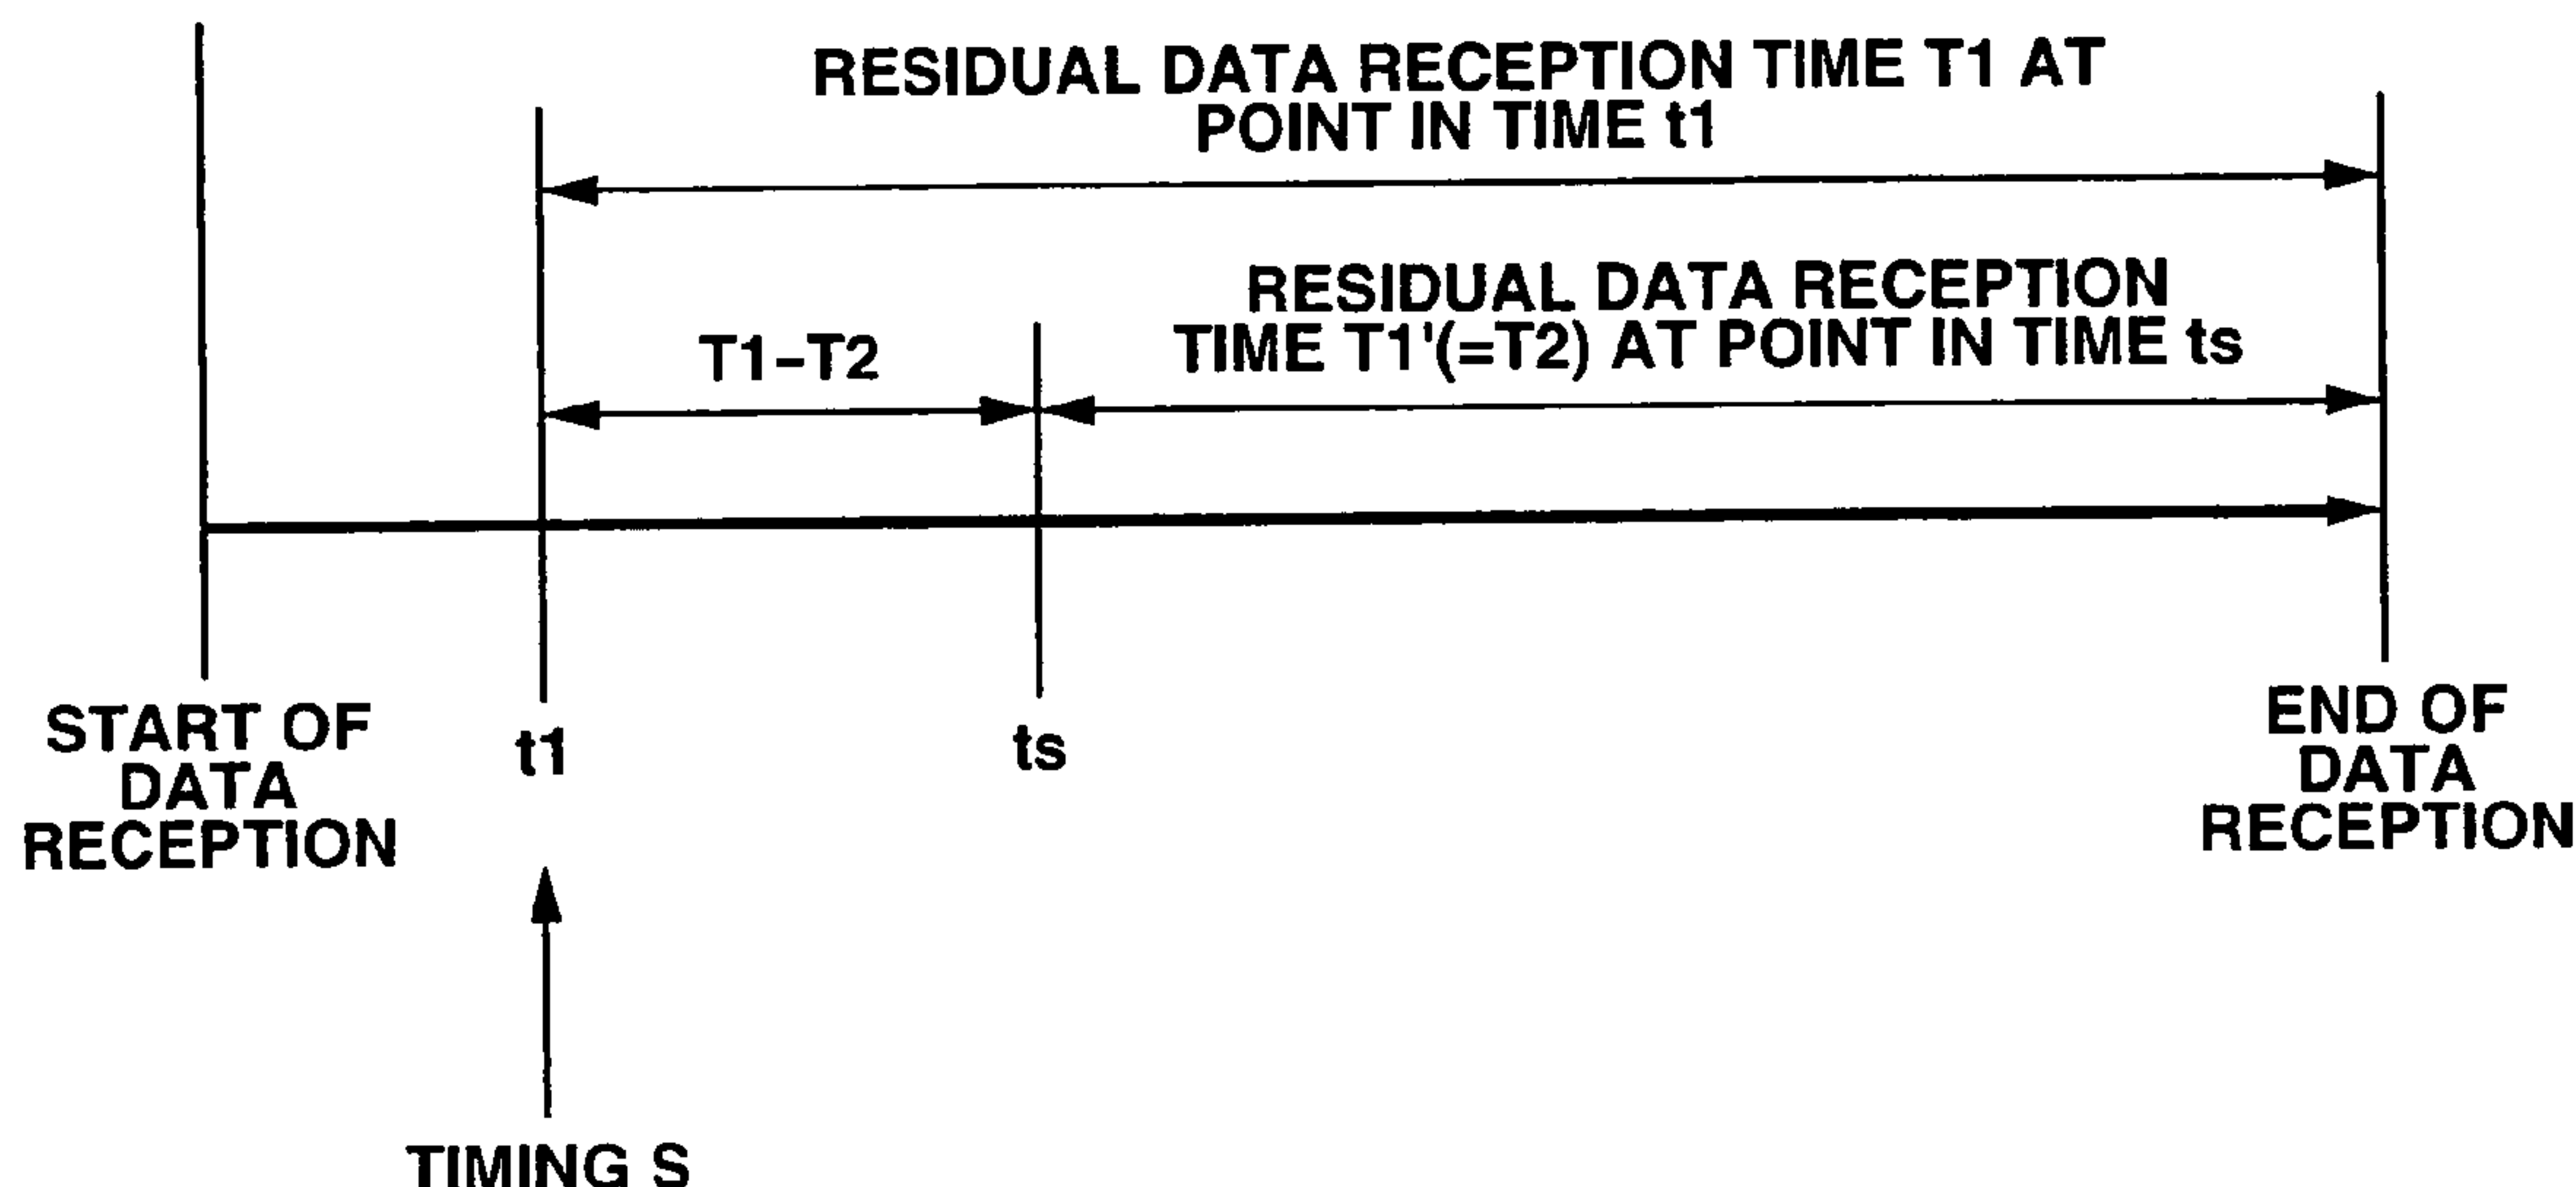 RESIDUAL DATA RECEPTION TIME T1 AT
POINT IN TIME t1
RESIDUAL DATA RECEPTION
TIME T1'(=T2) AT POINT IN TIME ts
T1-T2
START OF
DATA
RECEPTION
t1
ts
END OF
DATA
RECEPTION
TIMING S